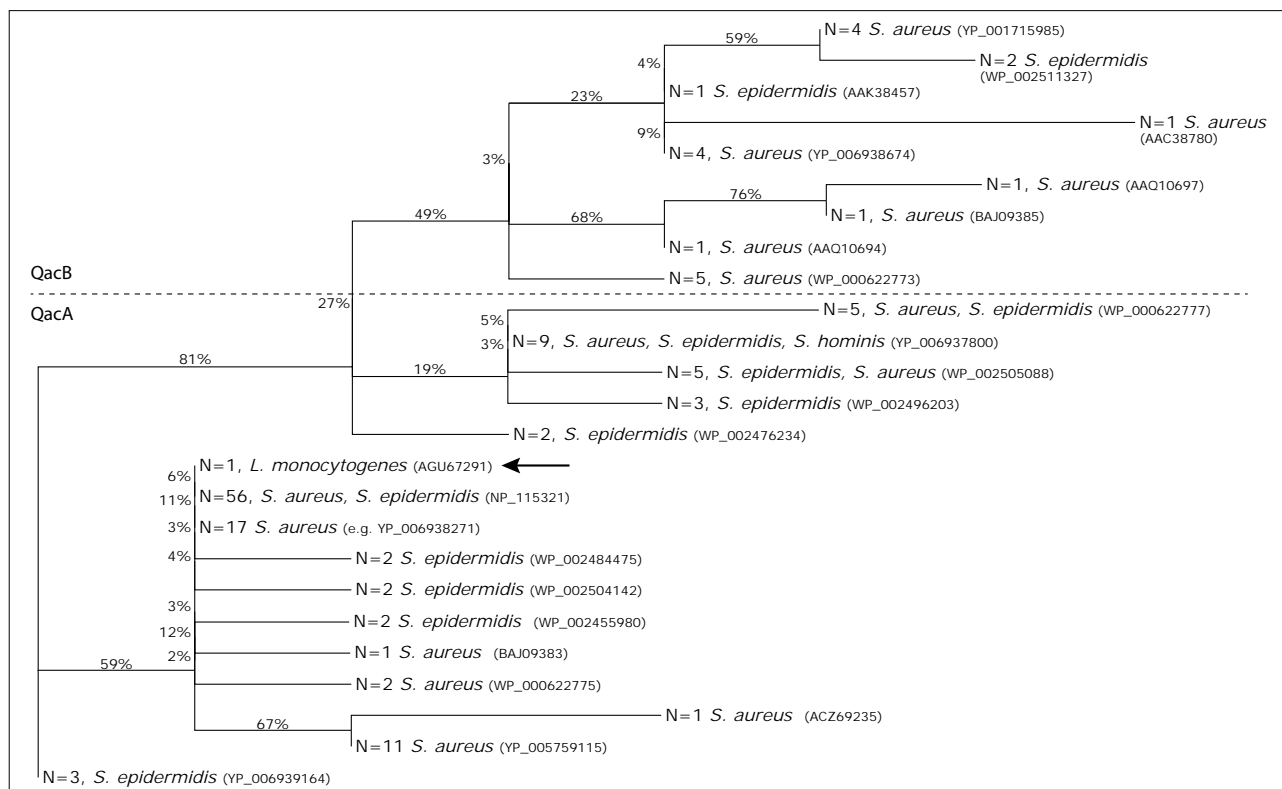 N=4 S. aureus (YP_001715985)
59%
N=2 S. epidermidis
(WP_002511327)
4%
N=1 S. epidermidis (AAK38457)
23%
N=1 S. aureus
(AAC38780)
9%
N=4, S. aureus (YP_006938674)
3%
N=1, S. aureus (AAQ10697)
76%
N=1, S. aureus (BAJ09385)
49%
68%
N=1, S. aureus (AAQ10694)
QacB
N=5, S. aureus (WP_000622773)
27%
QacA
N=5, S. aureus, S. epidermidis (WP_000622777)
5%
3%
N=9, S. aureus, S. epidermidis, S. hominis (YP_006937800)
81%
19%
N=5, S. epidermidis, S. aureus (WP_002505088)
N=3, S. epidermidis (WP_002496203)
N=2, S. epidermidis (WP_002476234)
N=1, L. monocytogenes (AGU67291)
6%
11%
N=56, S. aureus, S. epidermidis (NP_115321)
3%
N=17 S. aureus (e.g. YP_006938271)
4%
N=2 S. epidermidis (WP_002484475)
N=2 S. epidermidis (WP_002504142)
3%
N=2 S. epidermidis (WP_002455980)
12%
2%
N=1 S. aureus (BAJ09383)
59%
N=2 S. aureus (WP_000622775)
N=1 S. aureus (ACZ69235)
67%
N=11 S. aureus (YP_005759115)
N=3, S. epidermidis (YP_006939164)